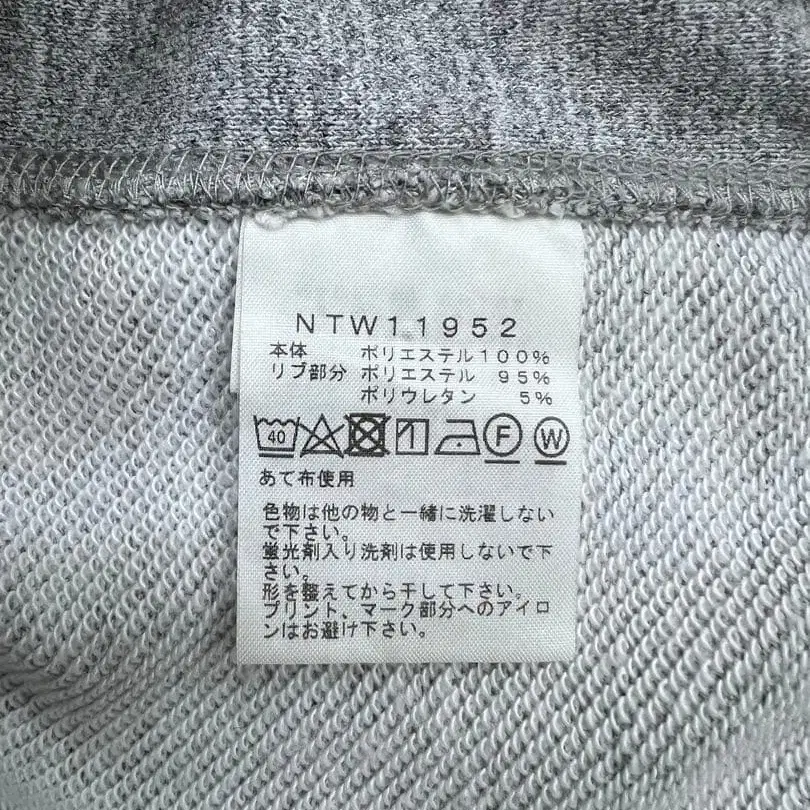 NTW11952
本体 ポリエステル100%
リブ部分 ポリエステル 95%
ポリウレタン 5%
40 F W
あて布使用
色物は他の物と一緒に洗濯しない
で下さい。
蛍光剤入り洗剤は使用しないで下
さい。
形を整えてから干して下さい。
プリント、マーク部分へのアイロ
ンはお避け下さい。